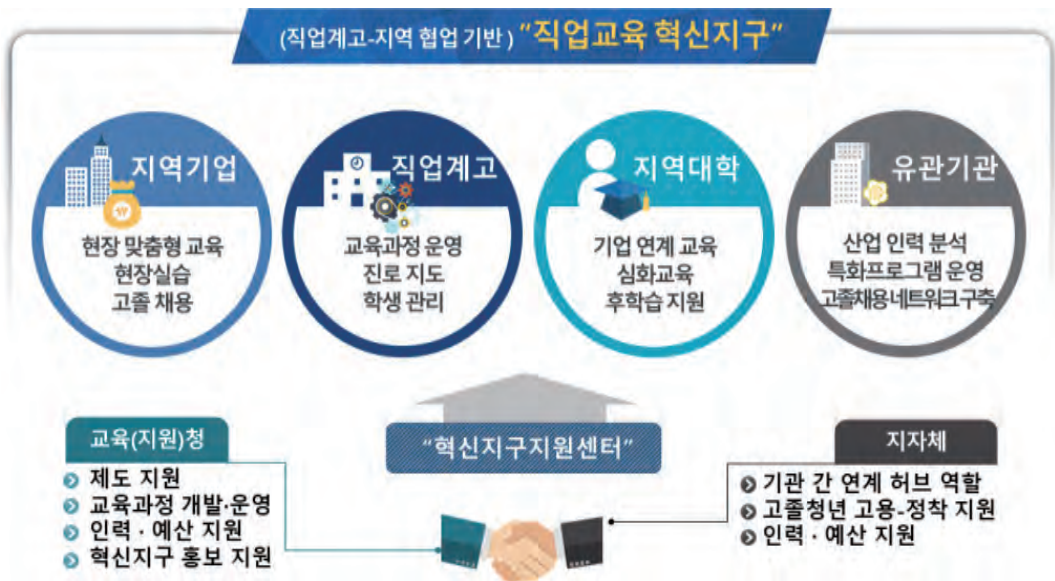 (직업계고-지역 협업 기반) "직업교육 혁신지구"
지역기업
현장 맞춤형 교육
현장실습
고졸 채용
직업계고
교육과정 운영
진로 지도
학생 관리
지역대학
기업 연계 교육
심화교육
후학습 지원
유관기관
산업 인력 분석
특화프로그램 운영
고졸채용 네트워크 구축
교육(지원)청
제도 지원
교육과정 개발·운영
인력·예산 지원
혁신지구 홍보 지원
"혁신지구지원센터"
지자체
기관 간 연계 허브 역할
고졸청년 고용-정착 지원
인력·예산 지원